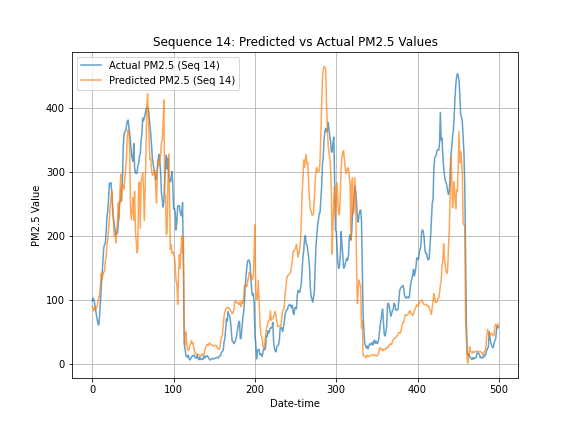 Sequence 14: Predicted vs Actual PM2.5 Values
Actual PM2.5 (Seq 14)
Predicted PM2.5 (Seq 14)
PM2.5 Value
400
300
200
100
0
0 100 200 300 400 500
Date-time